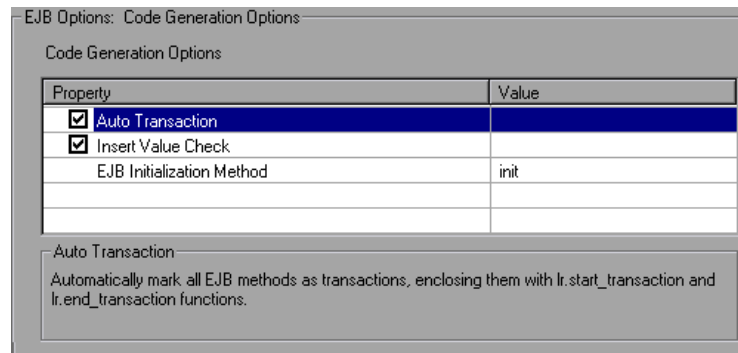 EJB Options: Code Generation Options
Code Generation Options
Property Value
Auto Transaction
Insert Value Check
EJB Initialization Method init
Auto Transaction
Automatically mark all EJB methods as transactions, enclosing them with lr.start_transaction and
lr.end_transaction functions.